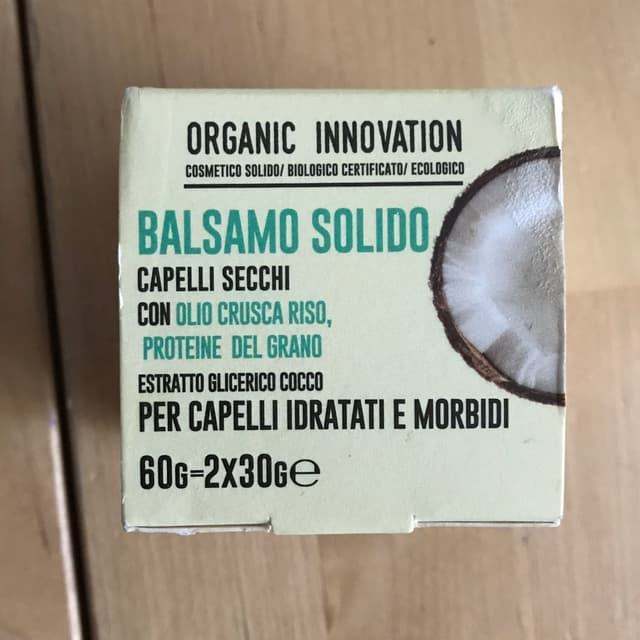 ORGANIC INNOVATION
COSMETICO SOLIDO/ BIOLOGICO CERTIFICATO/ ECOLOGICO
BALSAMO SOLIDO
CAPELLI SECCHI
CON OLIO CRUSCA RISO,
PROTEINE DEL GRANO
ESTRATTO GLICERICO COCCO
PER CAPELLI IDRATATI E MORBIDI
60G=2X30G℮